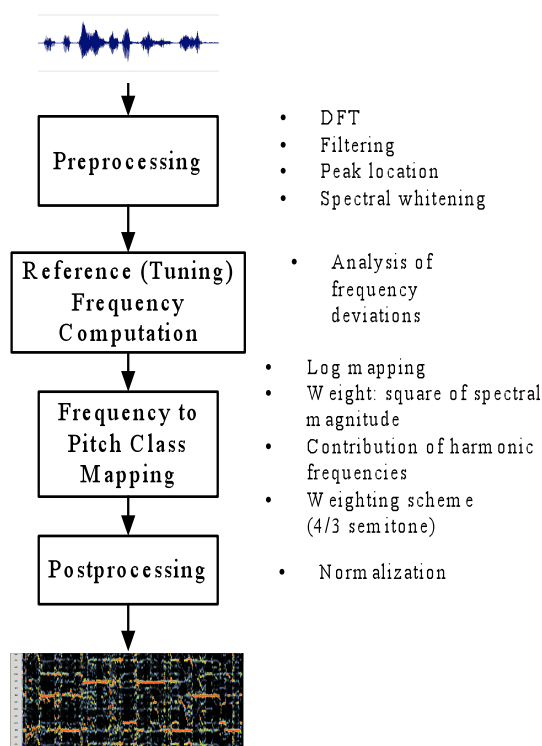 Preprocessing
• DFT
• Filtering
• Peak location
• Spectral whitening
Reference (Tuning)
Frequency
Computation
• Analysis of
frequency
deviations
Frequency to
Pitch Class
Mapping
• Log mapping
• Weight: square of spectral
magnitude
• Contribution of harmonic
frequencies
• Weighting scheme
(4/3 semitone)
Postprocessing
• Normalization